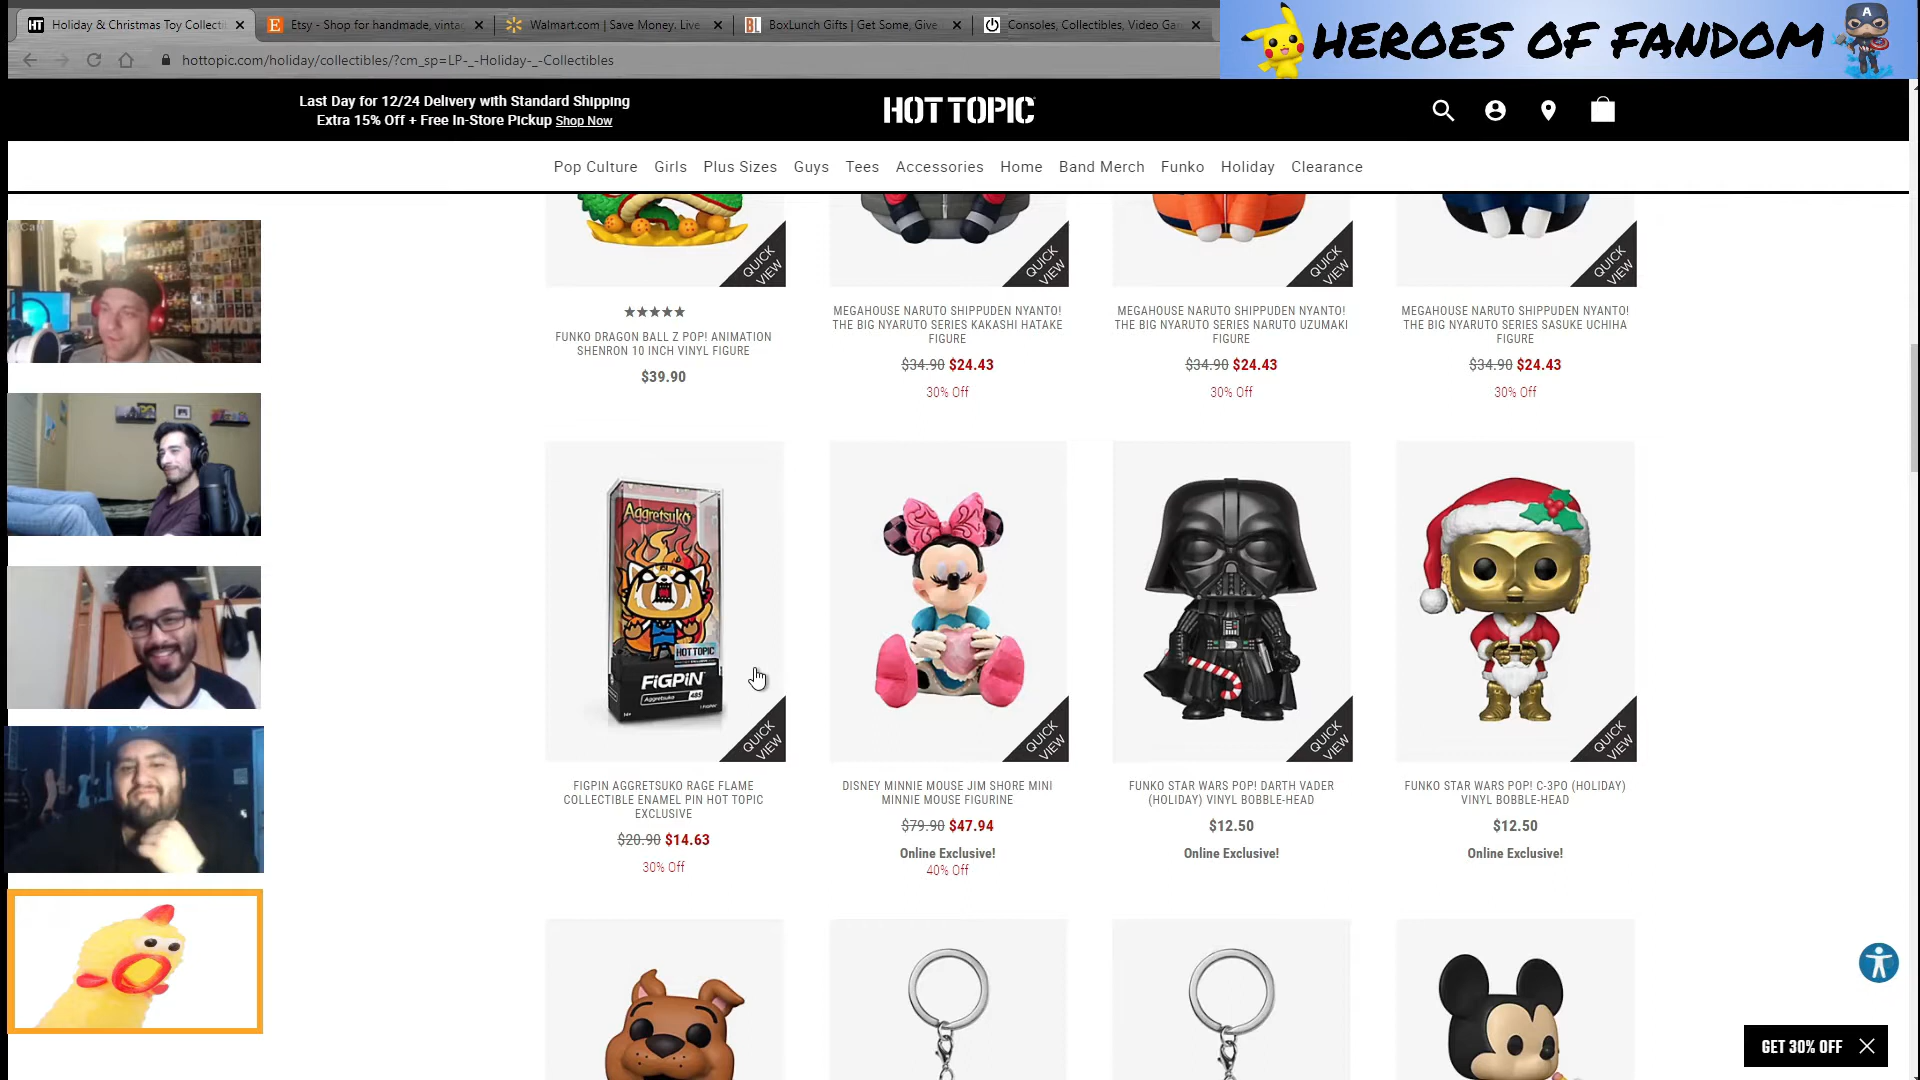 Holiday & Christmas Toy Collecti
Etsy - Shop for handmade, vinta
Walmart.com | Save Money. Live
BoxLunch Gifts | Get Some, Give
Consoles, Collectibles, Video Ga
HEROES OF FANDOM
hottopic.com/holiday/collectibles/?cm_sp=LP-_-Holiday-_-Collectibles
Last Day for 12/24 Delivery with Standard Shipping
Extra 15% Off + Free In-Store Pickup Shop Now
HOT TOPIC
Pop Culture Girls Plus Sizes Guys Tees Accessories Home Band Merch Funko Holiday Clearance
QUICK VIEW
QUICK VIEW
QUICK VIEW
QUICK VIEW
FUNKO DRAGON BALL Z POP! ANIMATION
SHENRON 10 INCH VINYL FIGURE
$39.90
MEGAHOUSE NARUTO SHIPPUDEN NYANTO!
THE BIG NYARUTO SERIES KAKASHI HATAKE
FIGURE
$34.90 $24.43
30% Off
MEGAHOUSE NARUTO SHIPPUDEN NYANTO!
THE BIG NYARUTO SERIES NARUTO UZUMAKI
FIGURE
$34.90 $24.43
30% Off
MEGAHOUSE NARUTO SHIPPUDEN NYANTO!
THE BIG NYARUTO SERIES SASUKE UCHIHA
FIGURE
$34.90 $24.43
30% Off
Aggretsuko
HOT TOPIC
FiGPiN
Aggretsuko 485
QUICK VIEW
QUICK VIEW
QUICK VIEW
QUICK VIEW
FIGPIN AGGRETSUKO RAGE FLAME
COLLECTIBLE ENAMEL PIN HOT TOPIC
EXCLUSIVE
$20.90 $14.63
30% Off
DISNEY MINNIE MOUSE JIM SHORE MINI
MINNIE MOUSE FIGURINE
$79.90 $47.94
Online Exclusive!
40% Off
FUNKO STAR WARS POP! DARTH VADER
(HOLIDAY) VINYL BOBBLE-HEAD
$12.50
Online Exclusive!
FUNKO STAR WARS POP! C-3PO (HOLIDAY)
VINYL BOBBLE-HEAD
$12.50
Online Exclusive!
GET 30% OFF